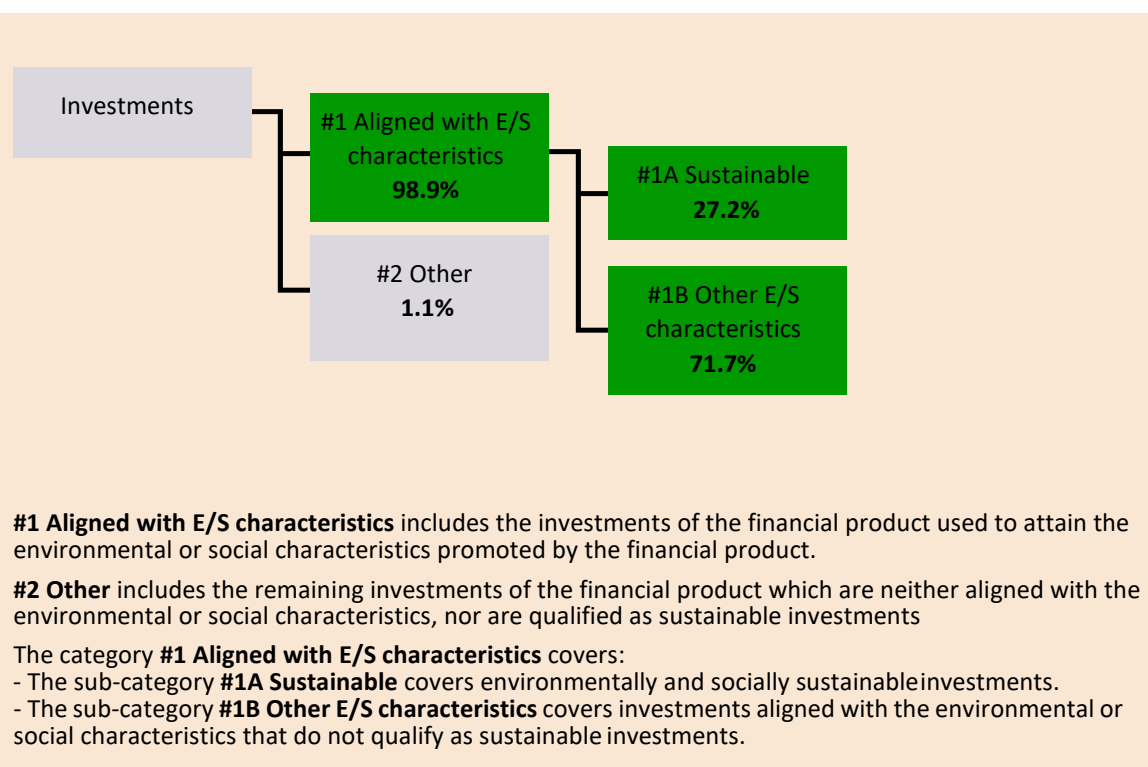 Investments
#1 Aligned with E/S
characteristics
98.9%
#2 Other
1.1%
#1A Sustainable
27.2%
#1B Other E/S
characteristics
71.7%
#1 Aligned with E/S characteristics includes the investments of the financial product used to attain the
environmental or social characteristics promoted by the financial product.
#2 Other includes the remaining investments of the financial product which are neither aligned with the
environmental or social characteristics, nor are qualified as sustainable investments
The category #1 Aligned with E/S characteristics covers:
- The sub-category #1A Sustainable covers environmentally and socially sustainable investments.
- The sub-category #1B Other E/S characteristics covers investments aligned with the environmental or
social characteristics that do not qualify as sustainable investments.